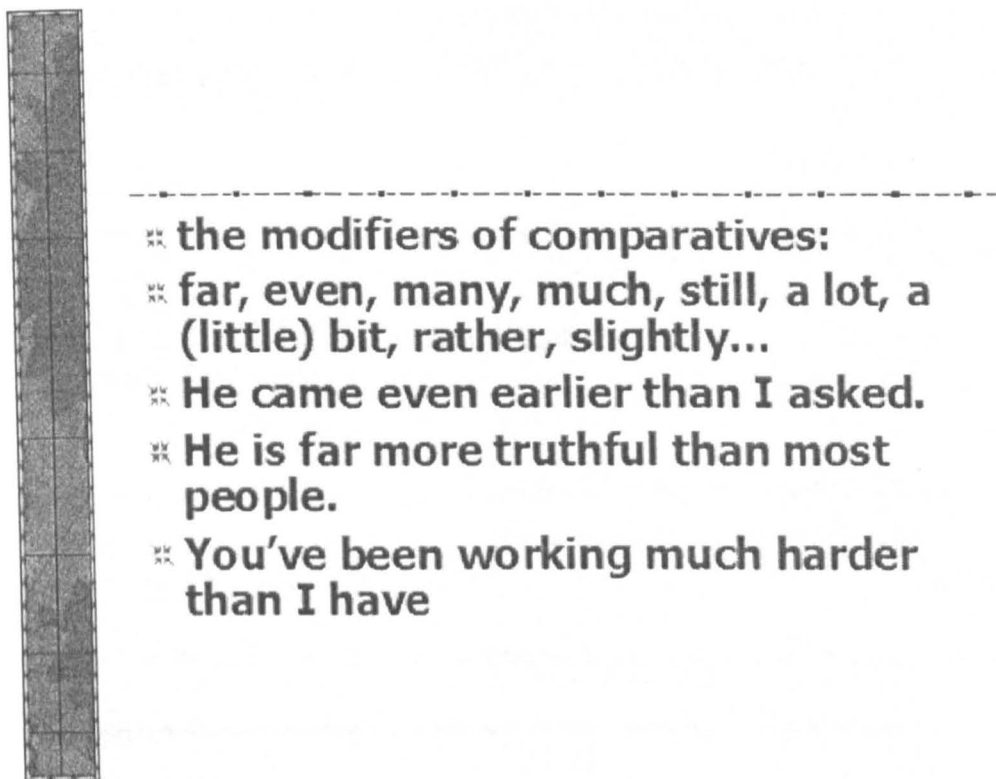 the modifiers of comparatives:
far, even, many, much, still, a lot, a
(little) bit, rather, slightly...
He came even earlier than I asked.
He is far more truthful than most
people.
You've been working much harder
than I have